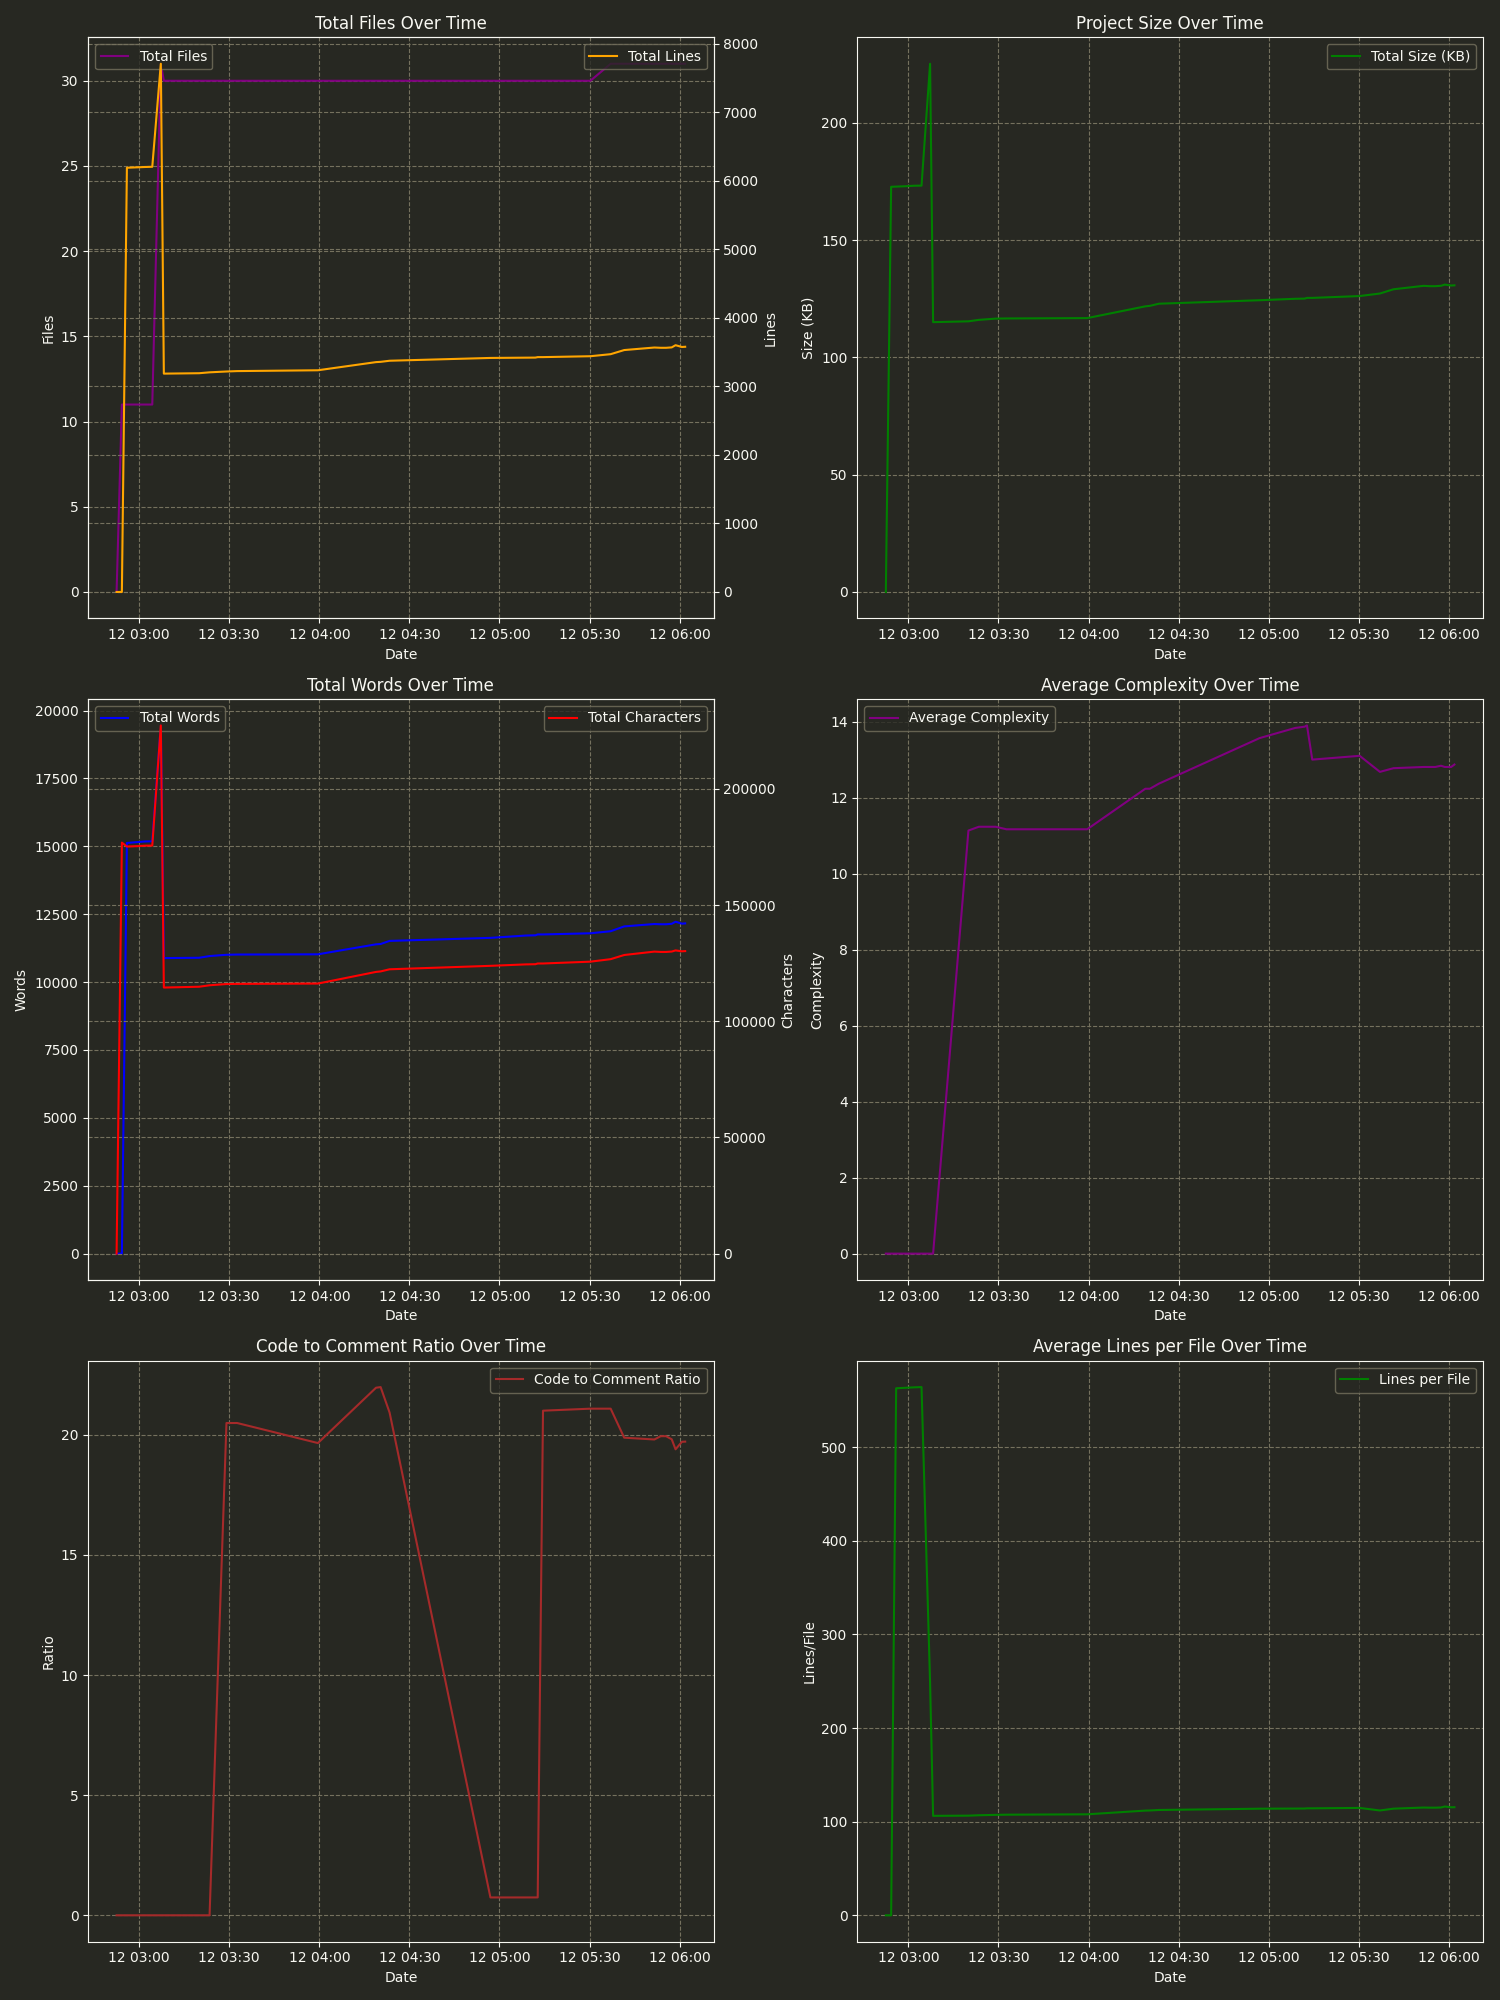 Total Files Over Time
Total Files
Total Lines
30
25
20
15
10
5
0
Files
8000
7000
6000
5000
4000
3000
2000
1000
0
Lines
12 03:00 12 03:30 12 04:00 12 04:30 12 05:00 12 05:30 12 06:00
Date
Project Size Over Time
Total Size (KB)
200
150
100
50
0
Size (KB)
12 03:00 12 03:30 12 04:00 12 04:30 12 05:00 12 05:30 12 06:00
Date
Total Words Over Time
Total Words
Total Characters
20000
17500
15000
12500
10000
7500
5000
2500
0
Words
200000
150000
100000
50000
0
Characters
12 03:00 12 03:30 12 04:00 12 04:30 12 05:00 12 05:30 12 06:00
Date
Average Complexity Over Time
Average Complexity
14
12
10
8
6
4
2
0
Complexity
12 03:00 12 03:30 12 04:00 12 04:30 12 05:00 12 05:30 12 06:00
Date
Code to Comment Ratio Over Time
Code to Comment Ratio
20
15
10
5
0
Ratio
12 03:00 12 03:30 12 04:00 12 04:30 12 05:00 12 05:30 12 06:00
Date
Average Lines per File Over Time
Lines per File
500
400
300
200
100
0
Lines/File
12 03:00 12 03:30 12 04:00 12 04:30 12 05:00 12 05:30 12 06:00
Date